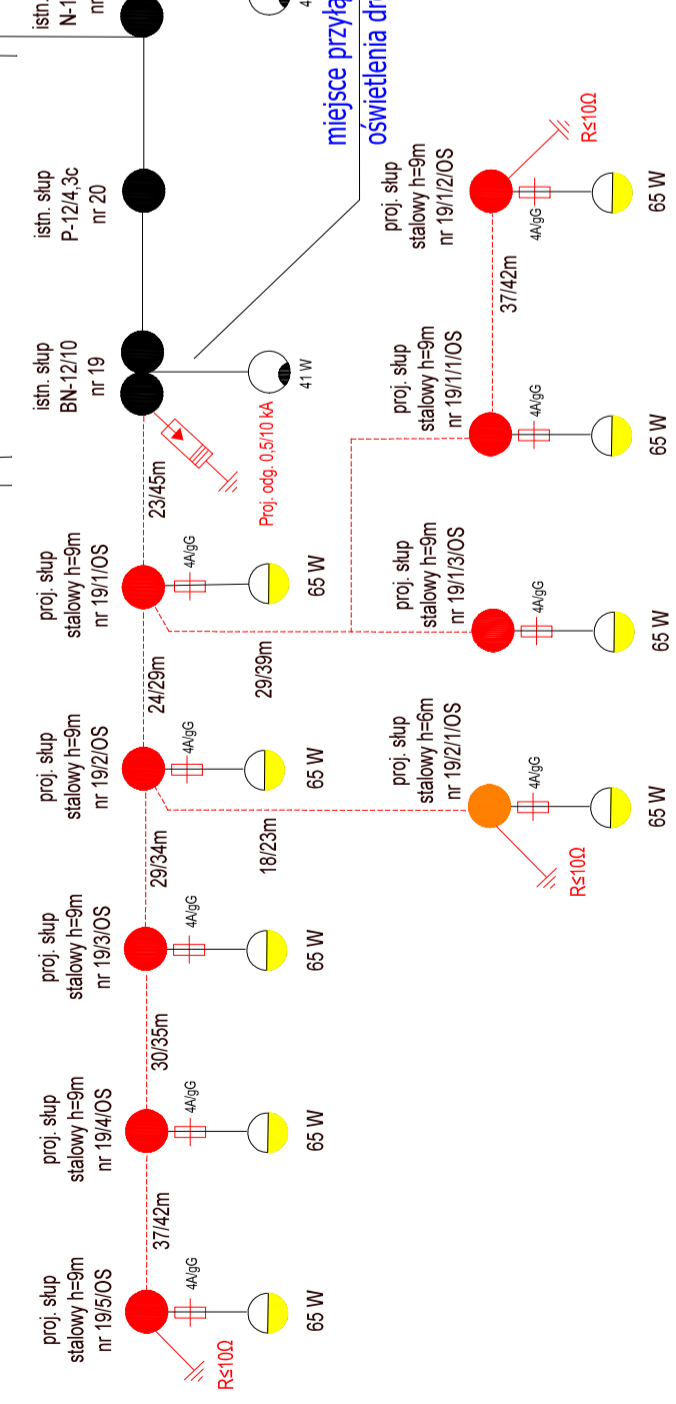 proj. słup
stalowy h=9m
nr 19/5/OS
4A/gG
65 W
R≤10Ω
37/42m
proj. słup
stalowy h=9m
nr 19/4/OS
4A/gG
65 W
30/35m
proj. słup
stalowy h=9m
nr 19/3/OS
4A/gG
65 W
29/34m
proj. słup
stalowy h=9m
nr 19/2/OS
4A/gG
65 W
18/23m
24/29m
proj. słup
stalowy h=9m
nr 19/1/OS
4A/gG
65 W
29/39m
23/45m
istn. słup
BN-12/10
nr 19
41 W
Proj. odg. 0,5/10 kA
istn. słup
P-12/4,3c
nr 20
istn.
N-1
nr
4
miejsce przyłą
oświetlenia dr
proj. słup
stalowy h=6m
nr 19/2/1/OS
4A/gG
65 W
R≤10Ω
proj. słup
stalowy h=9m
nr 19/1/3/OS
4A/gG
65 W
proj. słup
stalowy h=9m
nr 19/1/1/OS
4A/gG
65 W
37/42m
proj. słup
stalowy h=9m
nr 19/1/2/OS
4A/gG
65 W
R≤10Ω